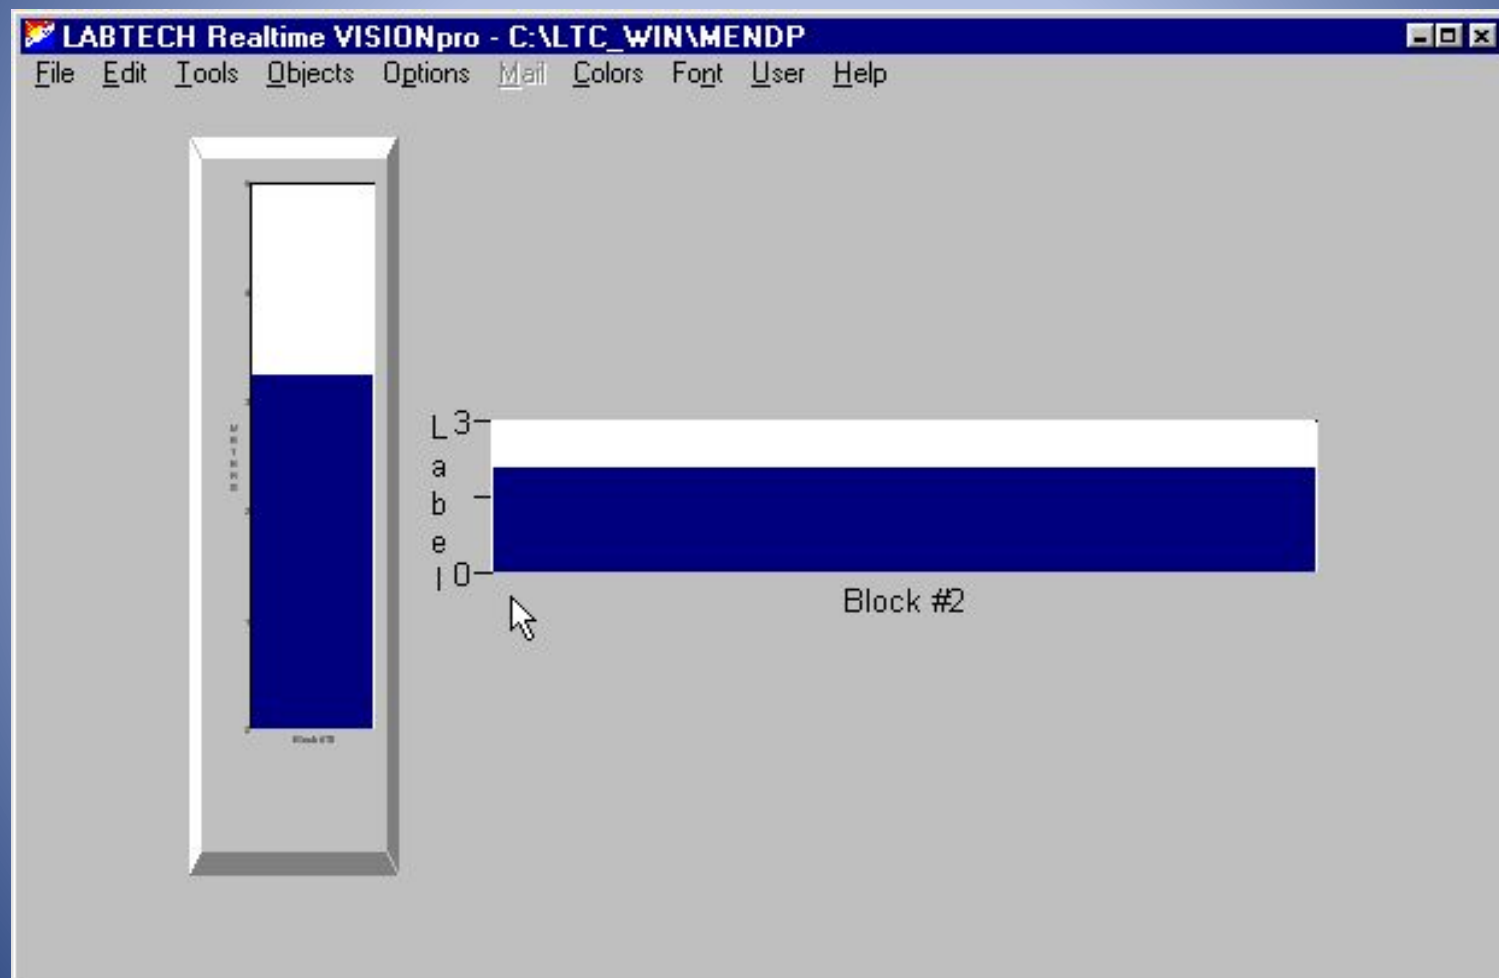 LABTECH Realtime VISIONpro - C:\LTC_WIN\MENDP
File Edit Tools Objects Options Mail Colors Font User Help
Label
3
0
Block #2